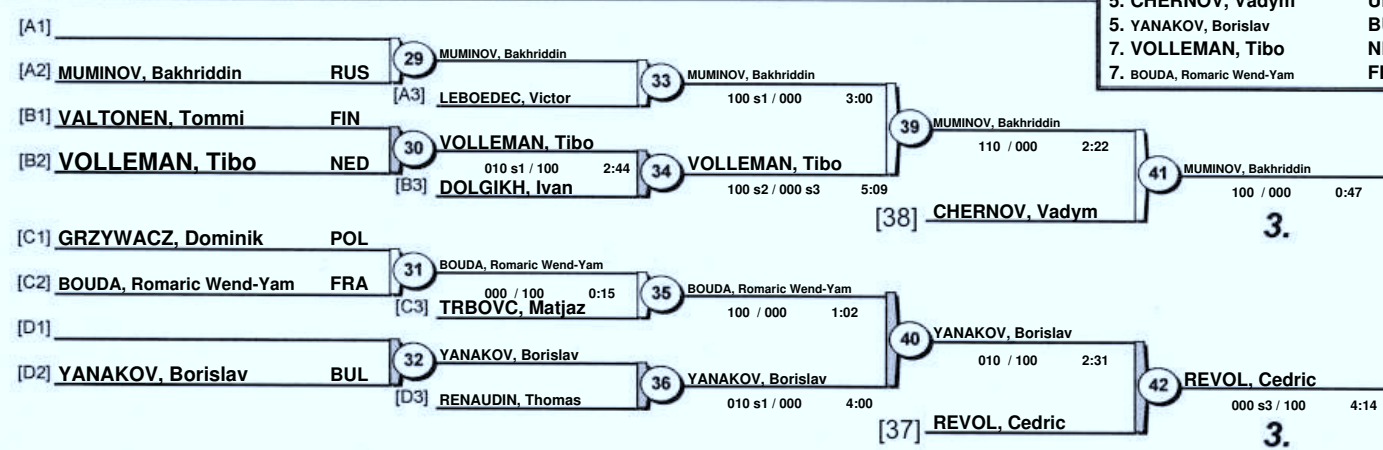 5. CHERNOV, Vadym
5. YANAKOV, Borislav
7. VOLLEMAN, Tibo
7. BOUDA, Romaric Wend-Yam
[A1]
29
MUMINOV, Bakhriddin
[A2] MUMINOV, Bakhriddin RUS
33
MUMINOV, Bakhriddin
[A3] LEBOEDEC, Victor
100 s1 / 000 3:00
[B1] VALTONEN, Tommi FIN
39
MUMINOV, Bakhriddin
30
VOLLEMAN, Tibo
110 / 000 2:22
[B2] VOLLEMAN, Tibo NED
010 s1 / 100 2:44
34
VOLLEMAN, Tibo
41
MUMINOV, Bakhriddin
[B3] DOLGIKH, Ivan
100 s2 / 000 s3 5:09
100 / 000 0:47
[38] CHERNOV, Vadym
3.
[C1] GRZYWACZ, Dominik POL
31
BOUDA, Romaric Wend-Yam
[C2] BOUDA, Romaric Wend-Yam FRA
000 / 100 0:15
35
BOUDA, Romaric Wend-Yam
[C3] TRBOVC, Matjaz
100 / 000 1:02
[D1]
40
YANAKOV, Borislav
32
YANAKOV, Borislav
010 / 100 2:31
[D2] YANAKOV, Borislav BUL
36
YANAKOV, Borislav
42
REVOL, Cedric
[D3] RENAUDIN, Thomas
010 s1 / 000 4:00
000 s3 / 100 4:14
[37] REVOL, Cedric
3.